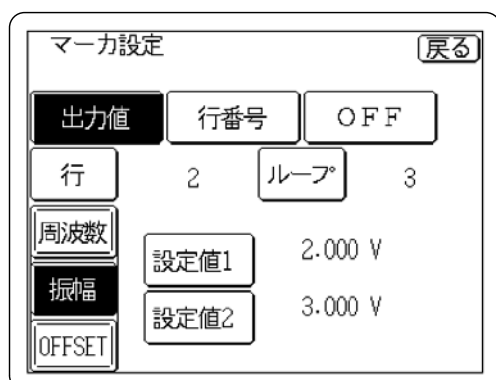 マーカ設定 戻る
出力値 行番号 ＯＦＦ
行 2 ループ 3
周波数
設定値1 2.000 V
振幅
設定値2 3.000 V
OFFSET